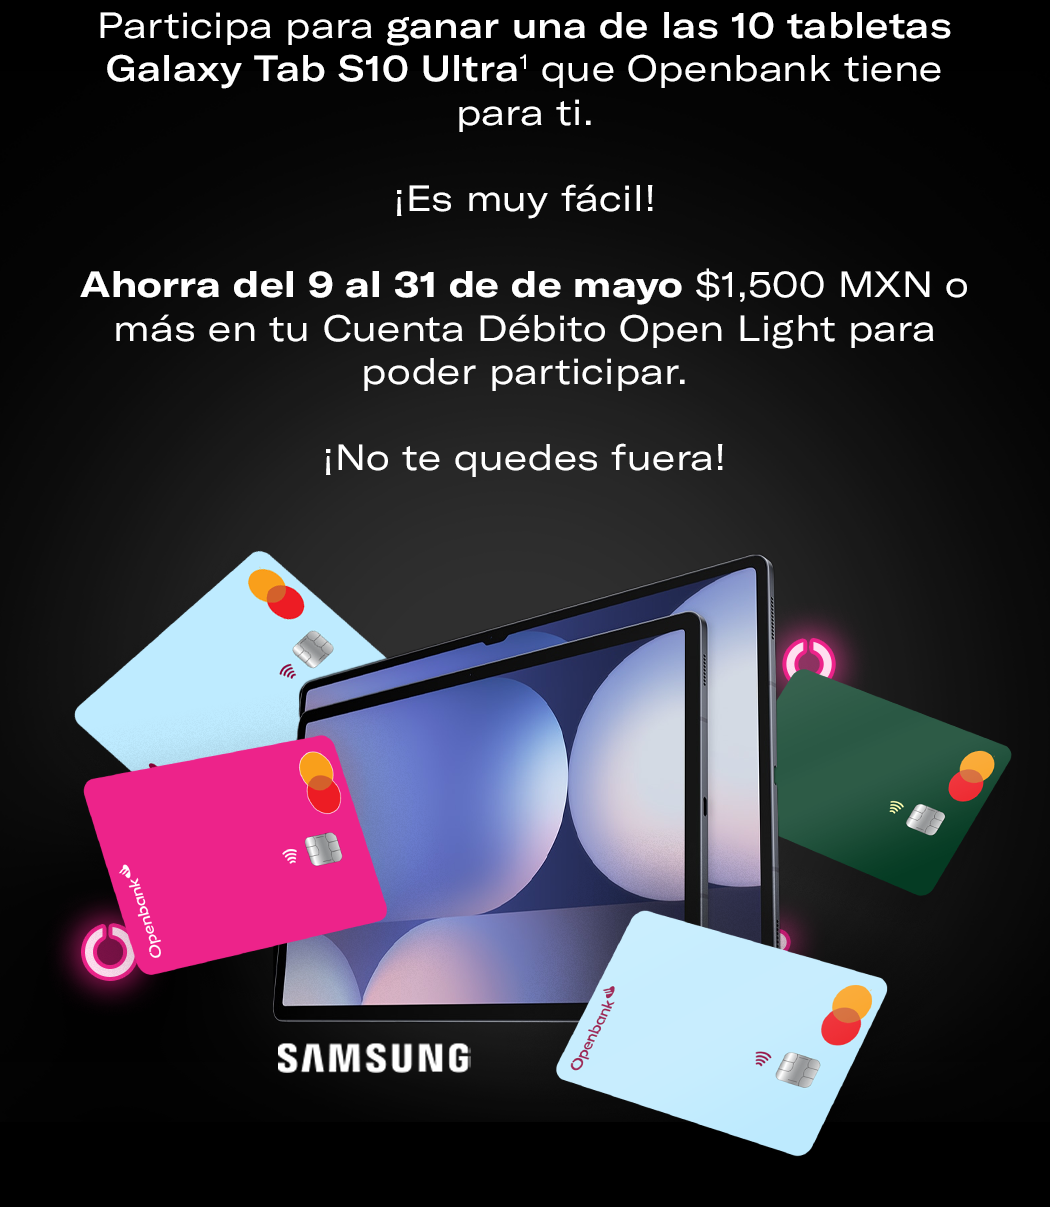 Participa para ganar una de las 10 tabletas
Galaxy Tab S10 Ultra¹ que Openbank tiene
para ti.
¡Es muy fácil!
Ahorra del 9 al 31 de de mayo $1,500 MXN o
más en tu Cuenta Débito Open Light para
poder participar.
¡No te quedes fuera!
Openbank
Openbank
SAMSUNG